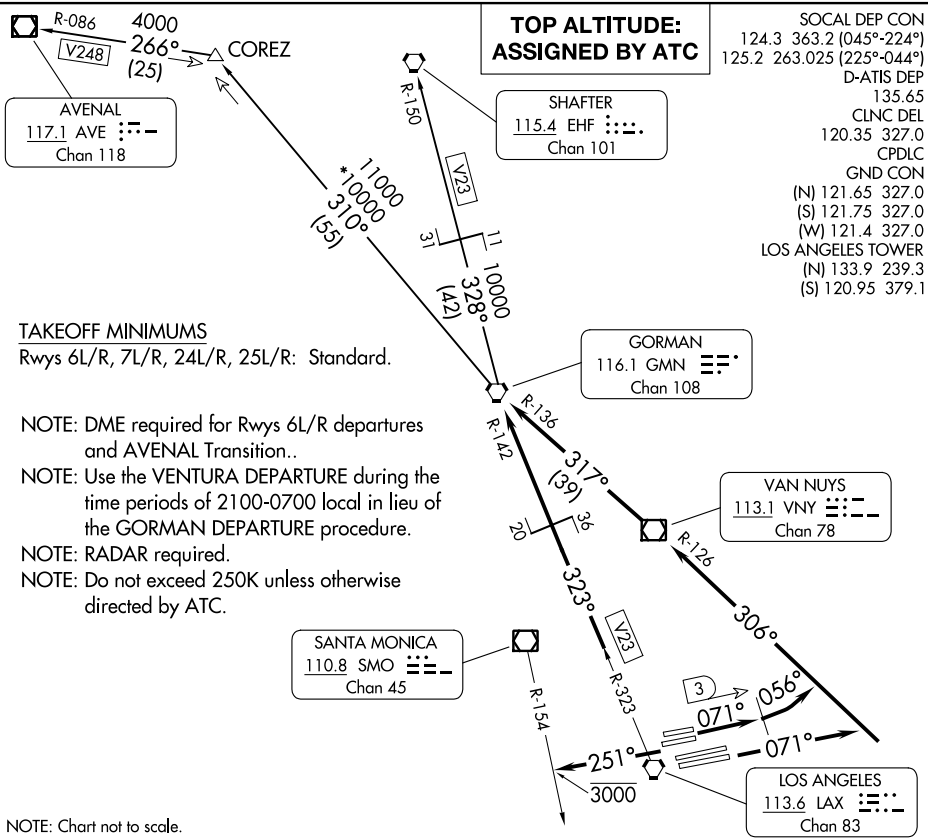 TOP ALTITUDE:
ASSIGNED BY ATC
SOCAL DEP CON
124.3 363.2 (045°-224°)
125.2 263.025 (225°-044°)
D-ATIS DEP
135.65
CLNC DEL
120.35 327.0
CPDLC
GND CON
(N) 121.65 327.0
(S) 121.75 327.0
(W) 121.4 327.0
LOS ANGELES TOWER
(N) 133.9 239.3
(S) 120.95 379.1
R-086
4000
V248
266°
(25)
COREZ
AVENAL
117.1 AVE
Chan 118
R-150
SHAFTER
115.4 EHF
Chan 101
V23
11000
*10000
310°
(55)
31
11
10000
328°
(42)
TAKEOFF MINIMUMS
Rwys 6L/R, 7L/R, 24L/R, 25L/R: Standard.
GORMAN
116.1 GMN
Chan 108
NOTE: DME required for Rwys 6L/R departures
and AVENAL Transition..
NOTE: Use the VENTURA DEPARTURE during the
time periods of 2100-0700 local in lieu of
the GORMAN DEPARTURE procedure.
NOTE: RADAR required.
NOTE: Do not exceed 250K unless otherwise
directed by ATC.
R-136
R-142
317°
(39)
VAN NUYS
113.1 VNY
Chan 78
20
36
R-126
323°
V23
306°
SANTA MONICA
110.8 SMO
Chan 45
R-154
R-323
3
071°
056°
251°
071°
3000
LOS ANGELES
113.6 LAX
Chan 83
NOTE: Chart not to scale.